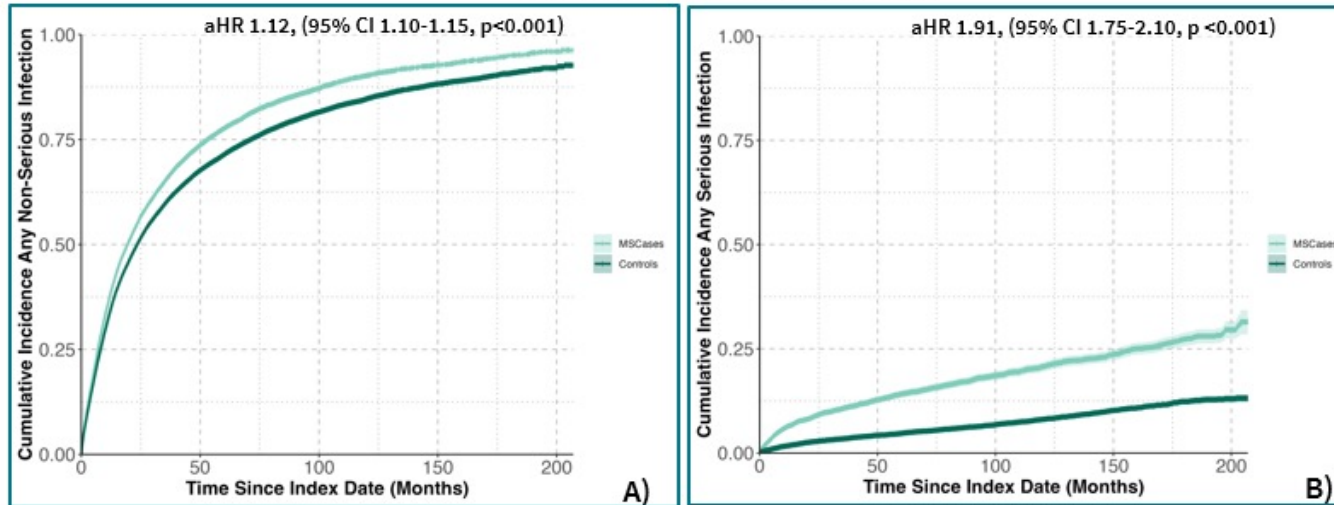 aHR 1.12, (95% CI 1.10-1.15, p<0.001)
Cumulative Incidence Any Non-Serious Infection
1.00
0.75
0.50
0.25
0.00
0
50
100
150
200
Time Since Index Date (Months)
MSCases
Controls
A)
aHR 1.91, (95% CI 1.75-2.10, p <0.001)
Cumulative Incidence Any Serious Infection
1.00
0.75
0.50
0.25
0.00
0
50
100
150
200
Time Since Index Date (Months)
MSCases
Controls
B)